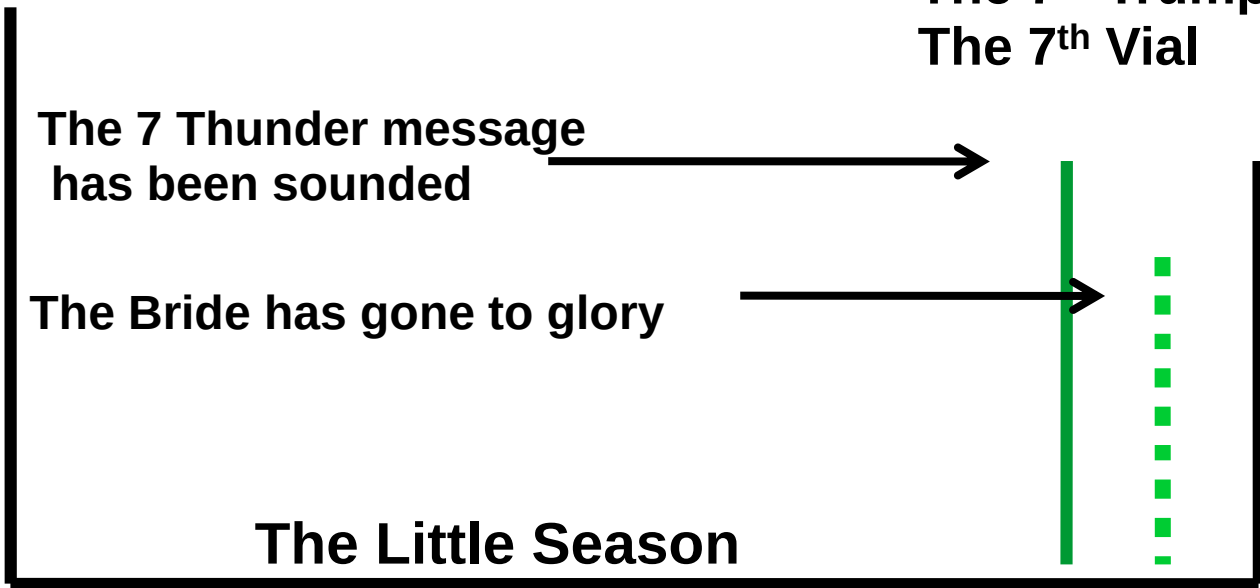 The 7th Vial
The 7 Thunder message
has been sounded
The Bride has gone to glory
The Little Season